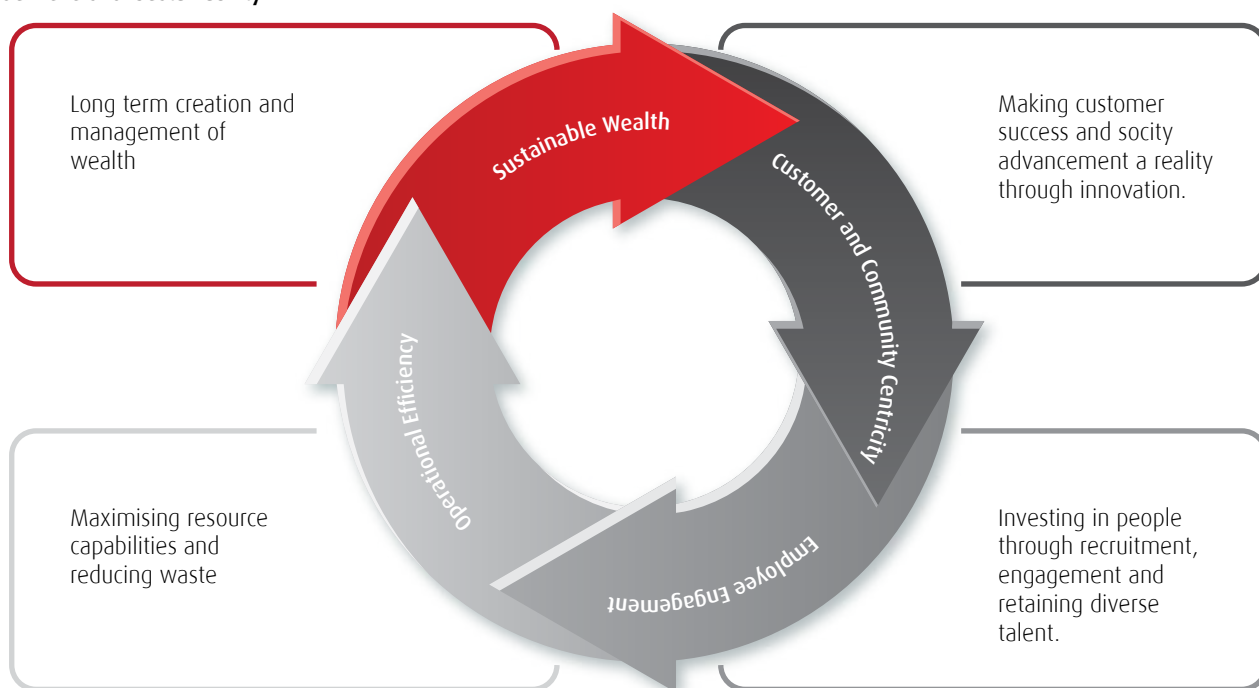 Long term creation and
management of
wealth
Sustainable Wealth
Making customer
success and socity
advancement a reality
through innovation.
Customer and Community Centricity
Operational Efficiency
Employee Engagement
Maximising resource
capabilities and
reducing waste
Investing in people
through recruitment,
engagement and
retaining diverse
talent.